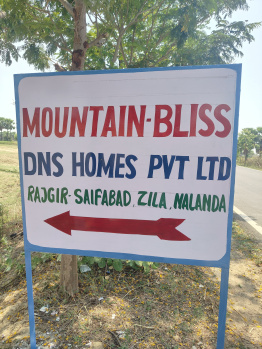 MOUNTAIN-BLISS
DNS HOMES PVT LTD
RAJGIR-SAIFABAD, ZILA, NALANDA